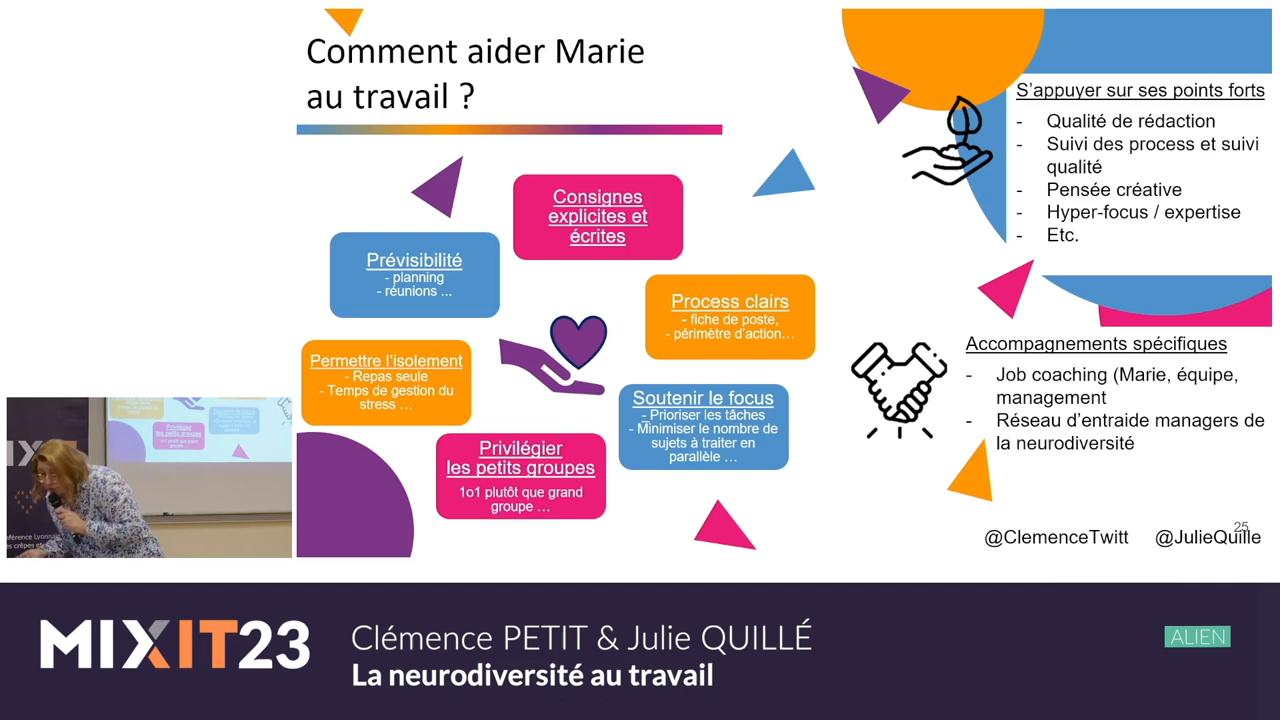 Comment aider Marie
au travail ?
Consignes
explicites et
écrites
Prévisibilité
- planning
- réunions ...
Process clairs
- fiche de poste,
- périmètre d'action…
Permettre l'isolement
- Repas seule
- Temps de gestion du
stress …
Soutenir le focus
- Prioriser les tâches
- Minimiser le nombre de
sujets à traiter en
parallèle …
Privilégier
les petits groupes
1o1 plutôt que grand
groupe …
S'appuyer sur ses points forts
- Qualité de rédaction
- Suivi des process et suivi
qualité
- Pensée créative
- Hyper-focus / expertise
- Etc.
Accompagnements spécifiques
- Job coaching (Marie, équipe,
management
- Réseau d'entraide managers de
la neurodiversité
25
@ClemenceTwitt @JulieQuille
Privilégier
les petits groupes
MIXIT23
Clémence PETIT & Julie QUILLÉ
La neurodiversité au travail
ALIEN